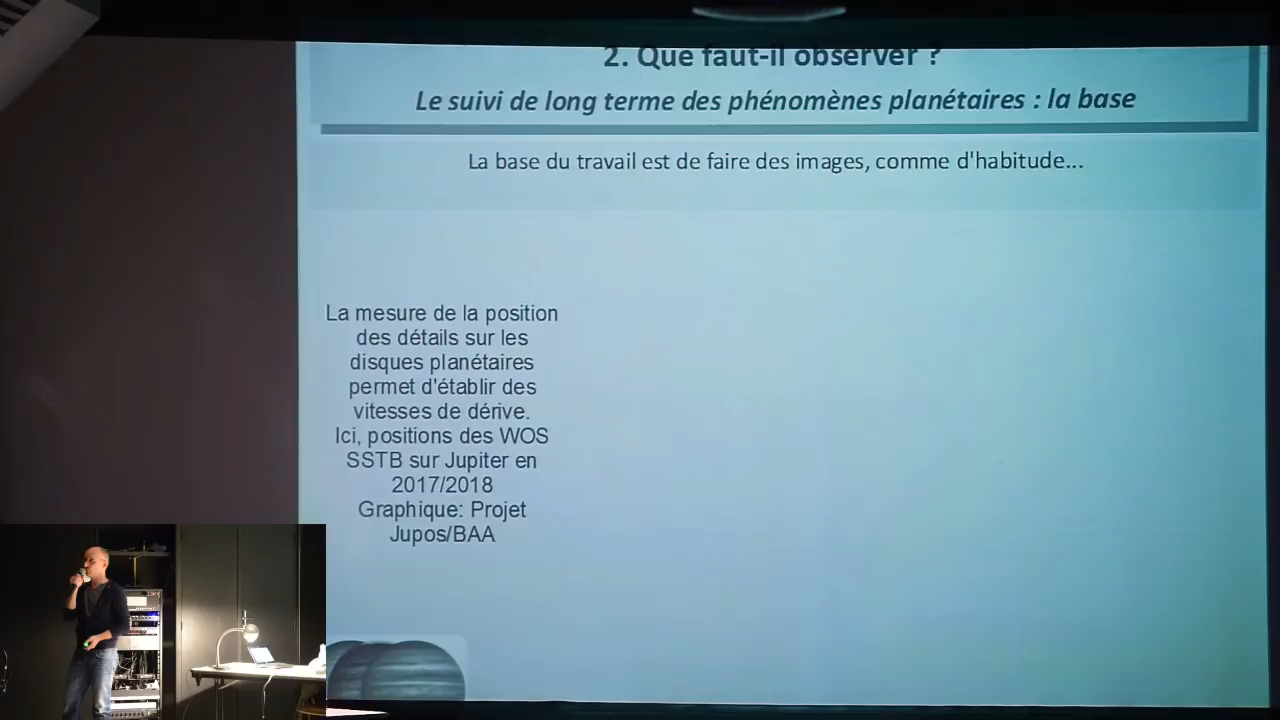 2. Que faut-il observer ?
Le suivi de long terme des phénomènes planétaires : la base
La base du travail est de faire des images, comme d'habitude...
La mesure de la position
des détails sur les
disques planétaires
permet d'établir des
vitesses de dérive.
Ici, positions des WOS
SSTB sur Jupiter en
2017/2018
Graphique: Projet
Jupos/BAA